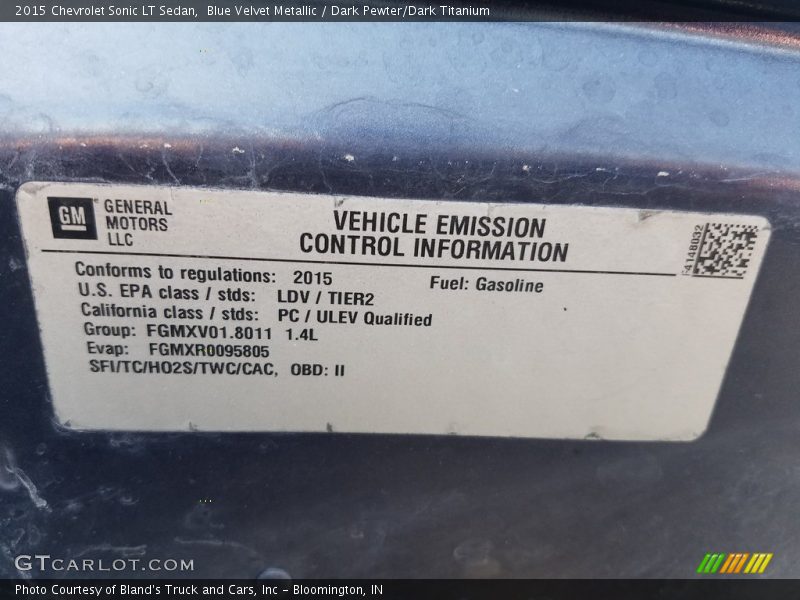 2015 Chevrolet Sonic LT Sedan, Blue Velvet Metallic / Dark Pewter/Dark Titanium
GM
GENERAL
MOTORS
LLC
VEHICLE EMISSION
CONTROL INFORMATION
F4148032
Conforms to regulations: 2015
Fuel: Gasoline
U.S. EPA class / stds: LDV / TIER2
California class / stds: PC / ULEV Qualified
Group: FGMXV01.8011 1.4L
Evap: FGMXR0095805
SFI/TC/HO2S/TWC/CAC, OBD: II
GTCARLOT.COM
Photo Courtesy of Bland's Truck and Cars, Inc - Bloomington, IN